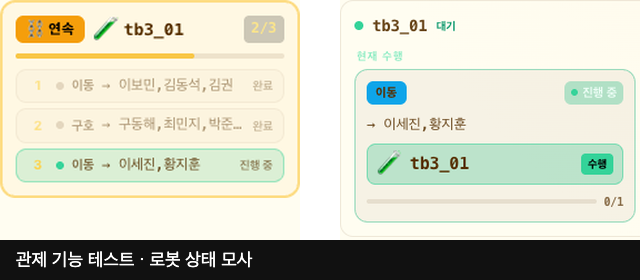 연속 tb3_01 2/3
1 이동 → 이보민,김동석,김권 완료
2 구호 → 구동해,최민지,박준… 완료
3 이동 → 이세진,황지훈 진행 중
tb3_01 대기
현재 수행
이동 진행 중
→ 이세진,황지훈
tb3_01 수행
0/1
관제 기능 테스트 · 로봇 상태 모사